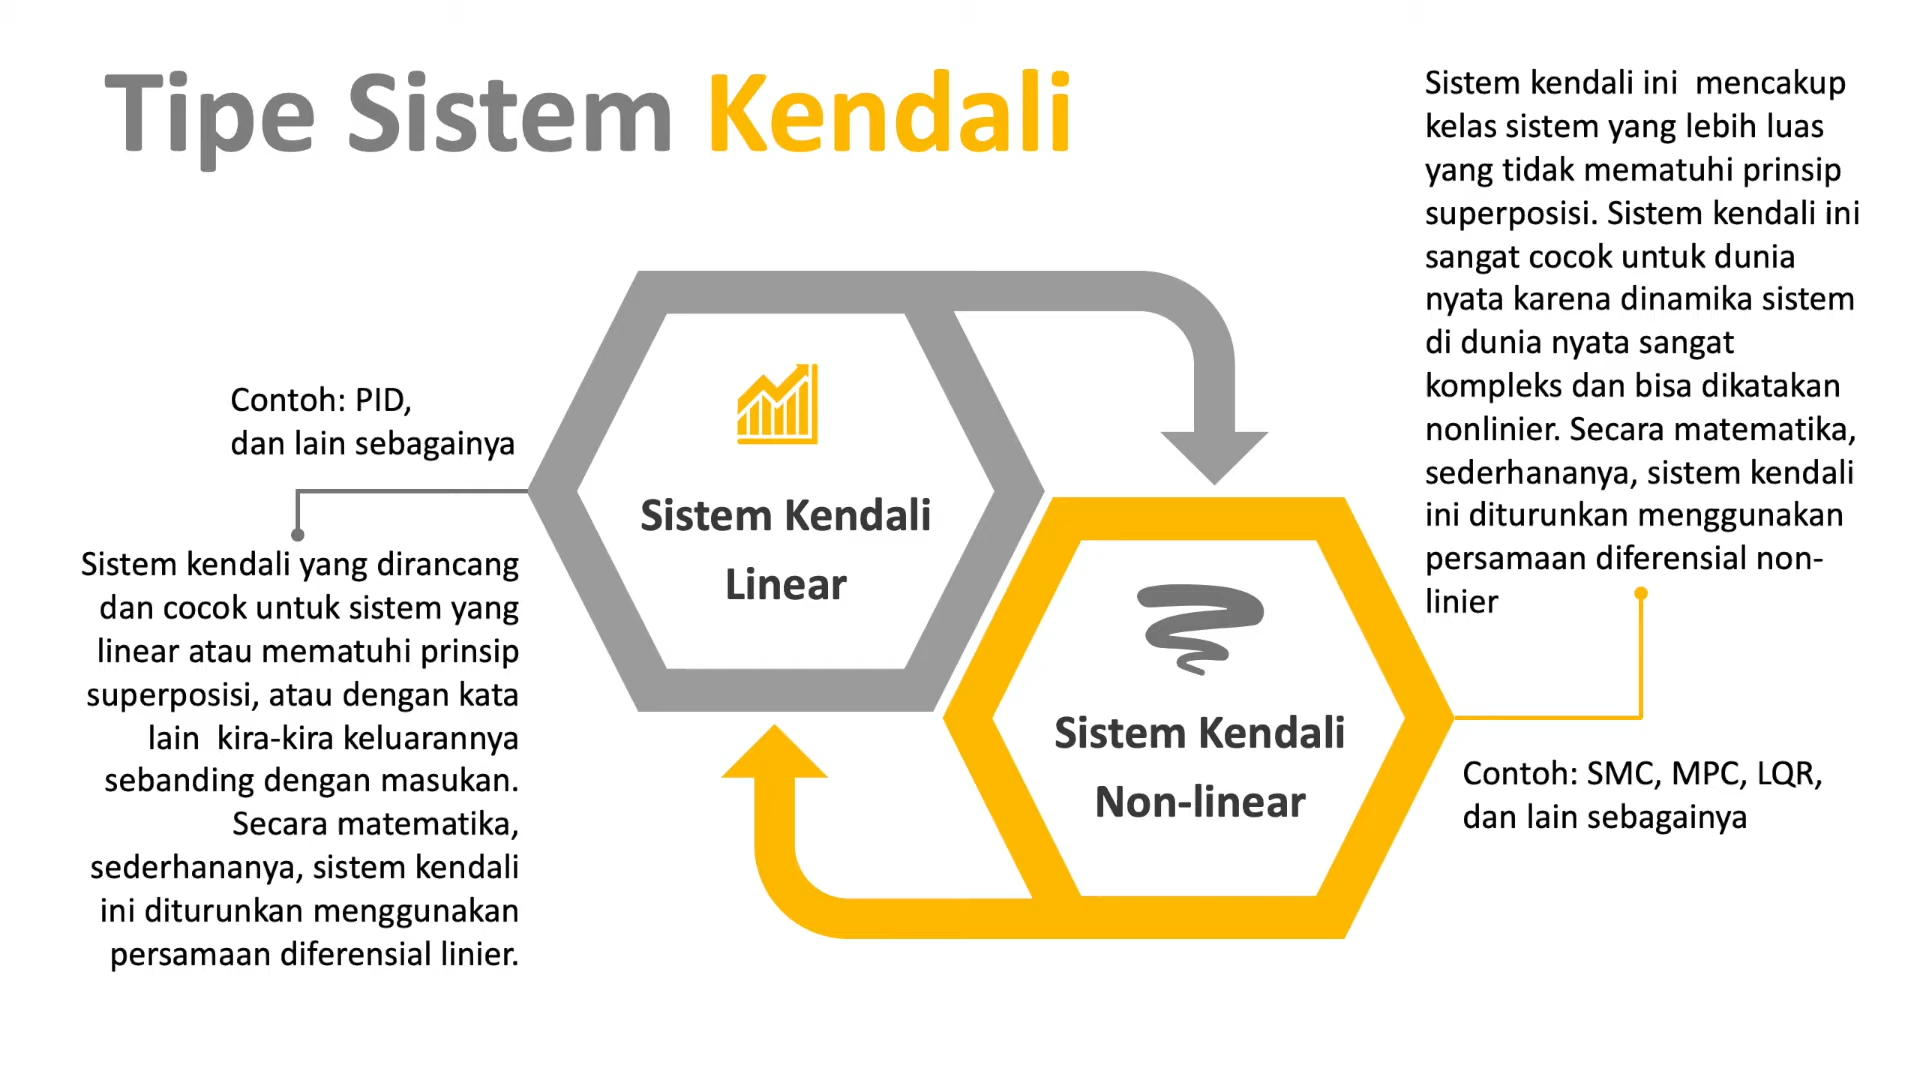 Tipe Sistem Kendali
Contoh: PID,
dan lain sebagainya
Sistem kendali yang dirancang
dan cocok untuk sistem yang
linear atau mematuhi prinsip
superposisi, atau dengan kata
lain  kira-kira keluarannya
sebanding dengan masukan.
Secara matematika,
sederhananya, sistem kendali
ini diturunkan menggunakan
persamaan diferensial linier.
Sistem Kendali
Linear
Sistem Kendali
Non-linear
Sistem kendali ini  mencakup
kelas sistem yang lebih luas
yang tidak mematuhi prinsip
superposisi. Sistem kendali ini
sangat cocok untuk dunia
nyata karena dinamika sistem
di dunia nyata sangat
kompleks dan bisa dikatakan
nonlinier. Secara matematika,
sederhananya, sistem kendali
ini diturunkan menggunakan
persamaan diferensial non-
linier
Contoh: SMC, MPC, LQR,
dan lain sebagainya